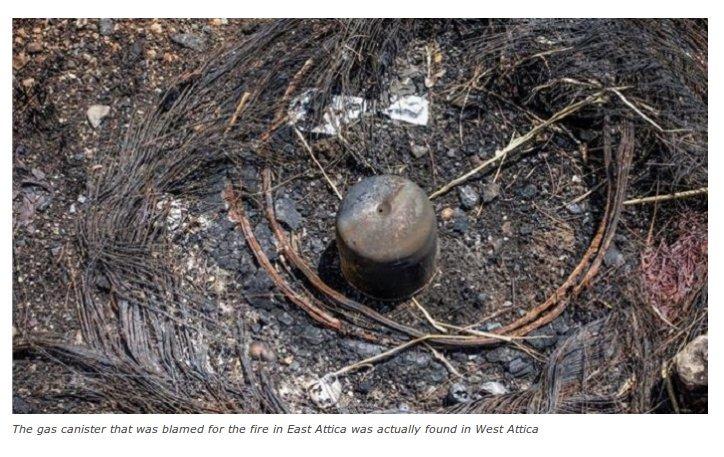 The gas canister that was blamed for the fire in East Attica was actually found in West Attica